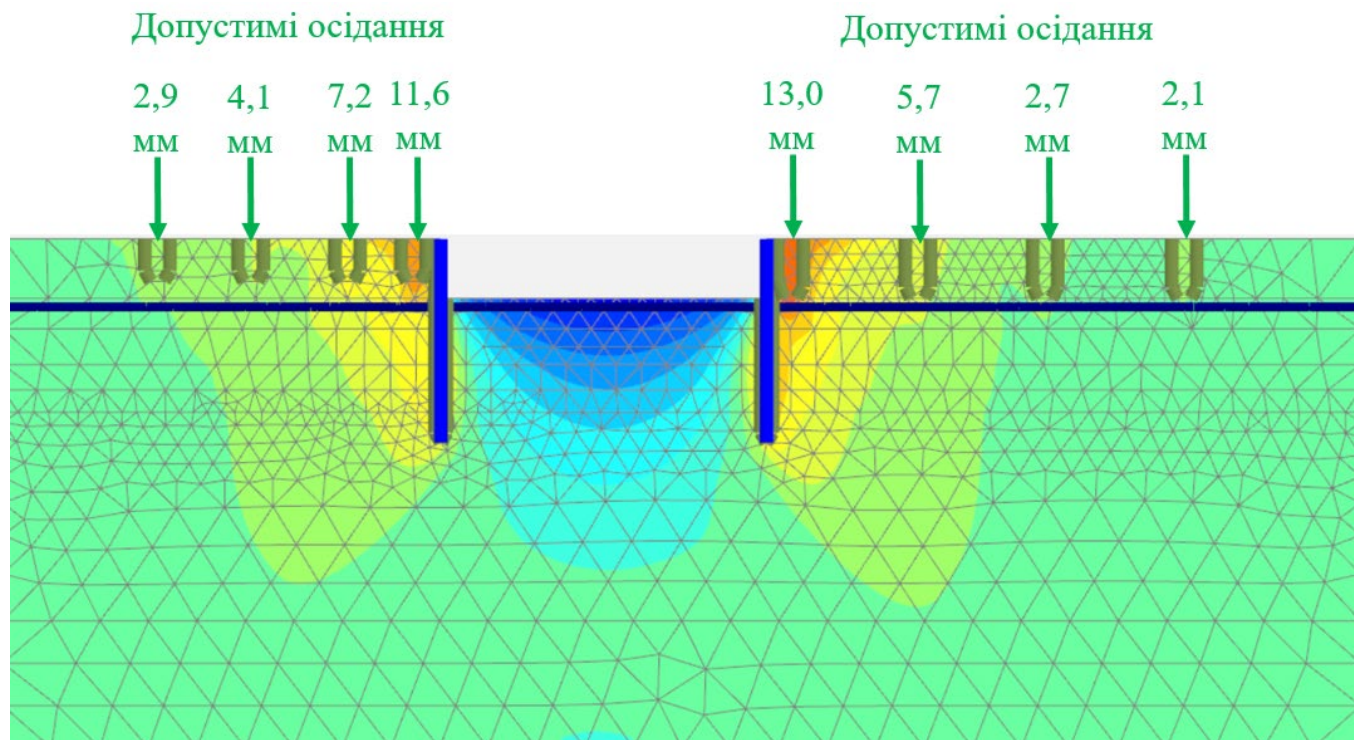 Допустимі осідання
Допустимі осідання
2,9 4,1 7,2 11,6 13,0 5,7 2,7 2,1
мм мм мм мм мм мм мм мм